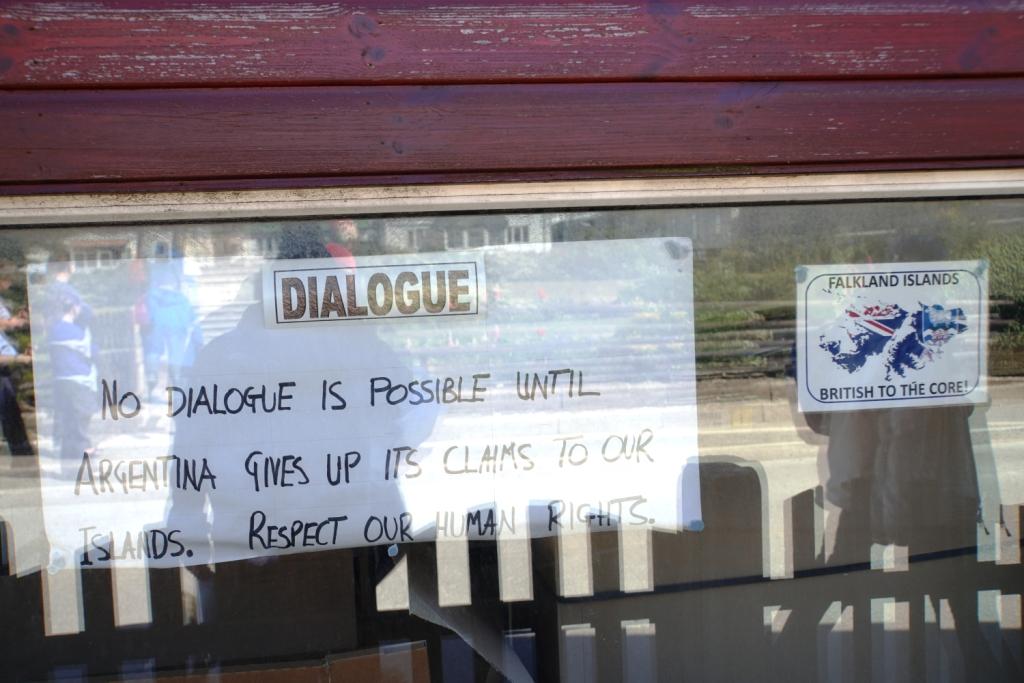 DIALOGUE
NO DIALOGUE IS POSSIBLE UNTIL
ARGENTINA GIVES UP ITS CLAIMS TO OUR
ISLANDS. RESPECT OUR HUMAN RIGHTS.
FALKLAND ISLANDS
BRITISH TO THE CORE!